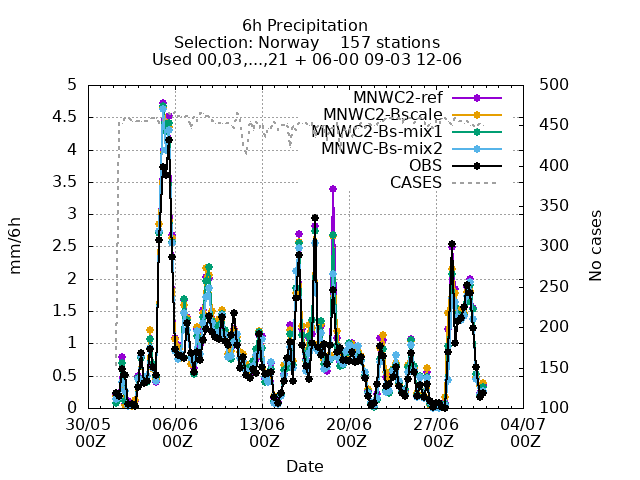 6h Precipitation
Selection: Norway    157 stations
Used 00,03,...,21 + 06-00 09-03 12-06
mm/6h
No cases
5
4.5
4
3.5
3
2.5
2
1.5
1
0.5
0
500
450
400
350
300
250
200
150
100
MNWC2-ref
MNWC2-Bscale
MNWC2-Bs-mix1
MNWC-Bs-mix2
OBS
CASES
30/05 06/06 13/06 20/06 27/06 04/07
00Z 00Z 00Z 00Z 00Z 00Z
Date